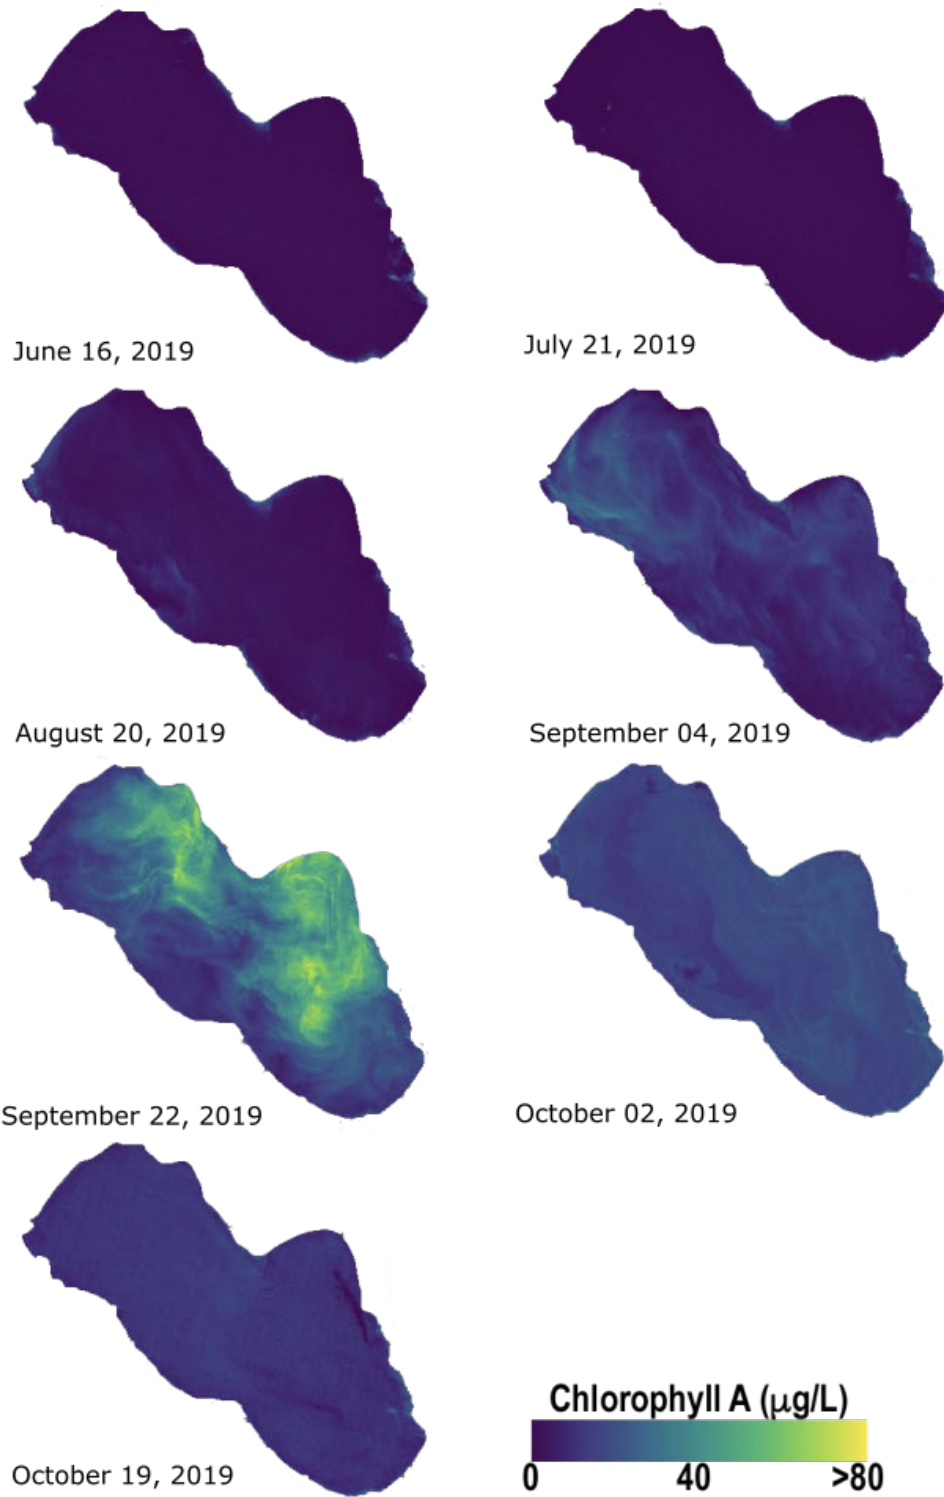 June 16, 2019
July 21, 2019
August 20, 2019
September 04, 2019
September 22, 2019
October 02, 2019
October 19, 2019
Chlorophyll A (μg/L)
0 40 >80